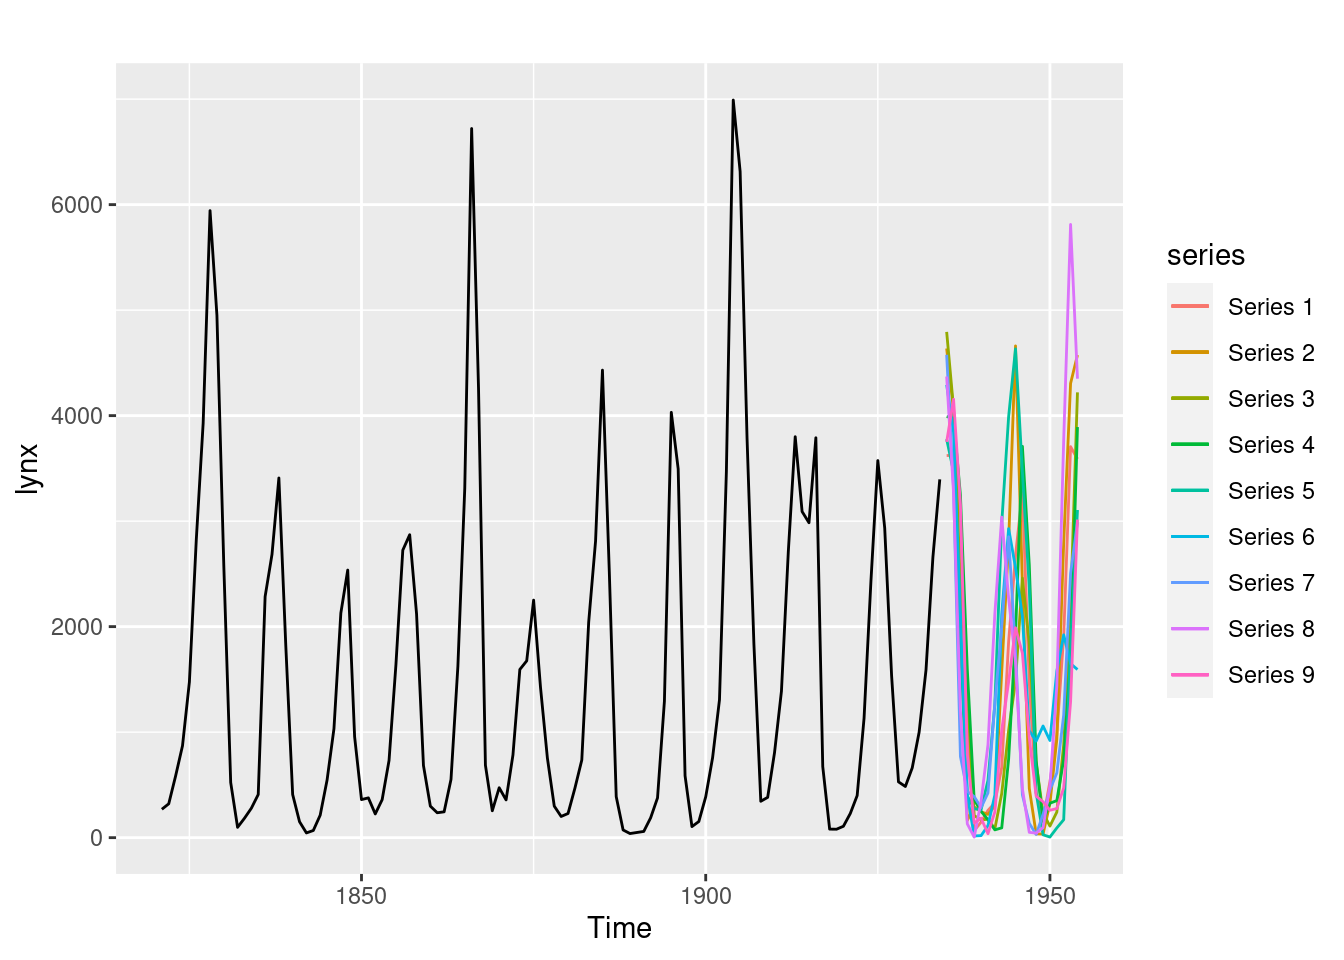 6000
4000
2000
0
lynx
1850
1900
1950
Time
series
Series 1
Series 2
Series 3
Series 4
Series 5
Series 6
Series 7
Series 8
Series 9